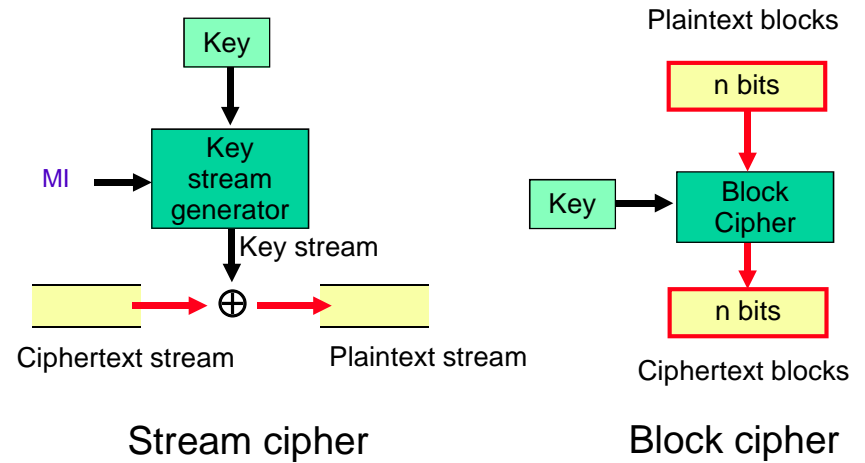 Key
Key
stream
generator
MI
Key stream
⊕
Ciphertext stream
Plaintext stream
Stream cipher
Plaintext blocks
n bits
Key
Block
Cipher
n bits
Ciphertext blocks
Block cipher